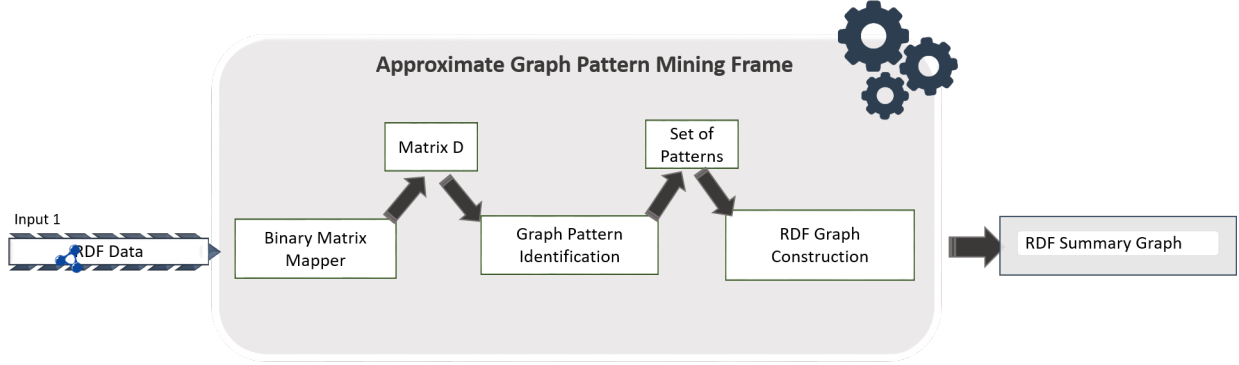 Approximate Graph Pattern Mining Frame
Input 1
RDF Data
Binary Matrix
Mapper
Matrix D
Graph Pattern
Identification
Set of
Patterns
RDF Graph
Construction
RDF Summary Graph